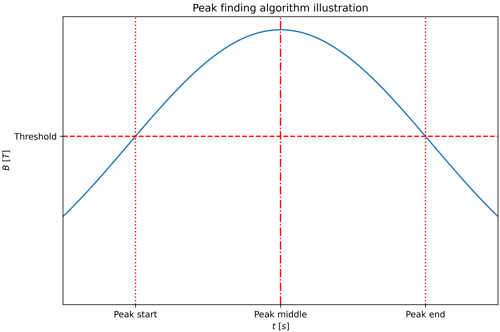 Peak finding algorithm illustration
Threshold
B [T]
Peak start
Peak middle
Peak end
t [s]